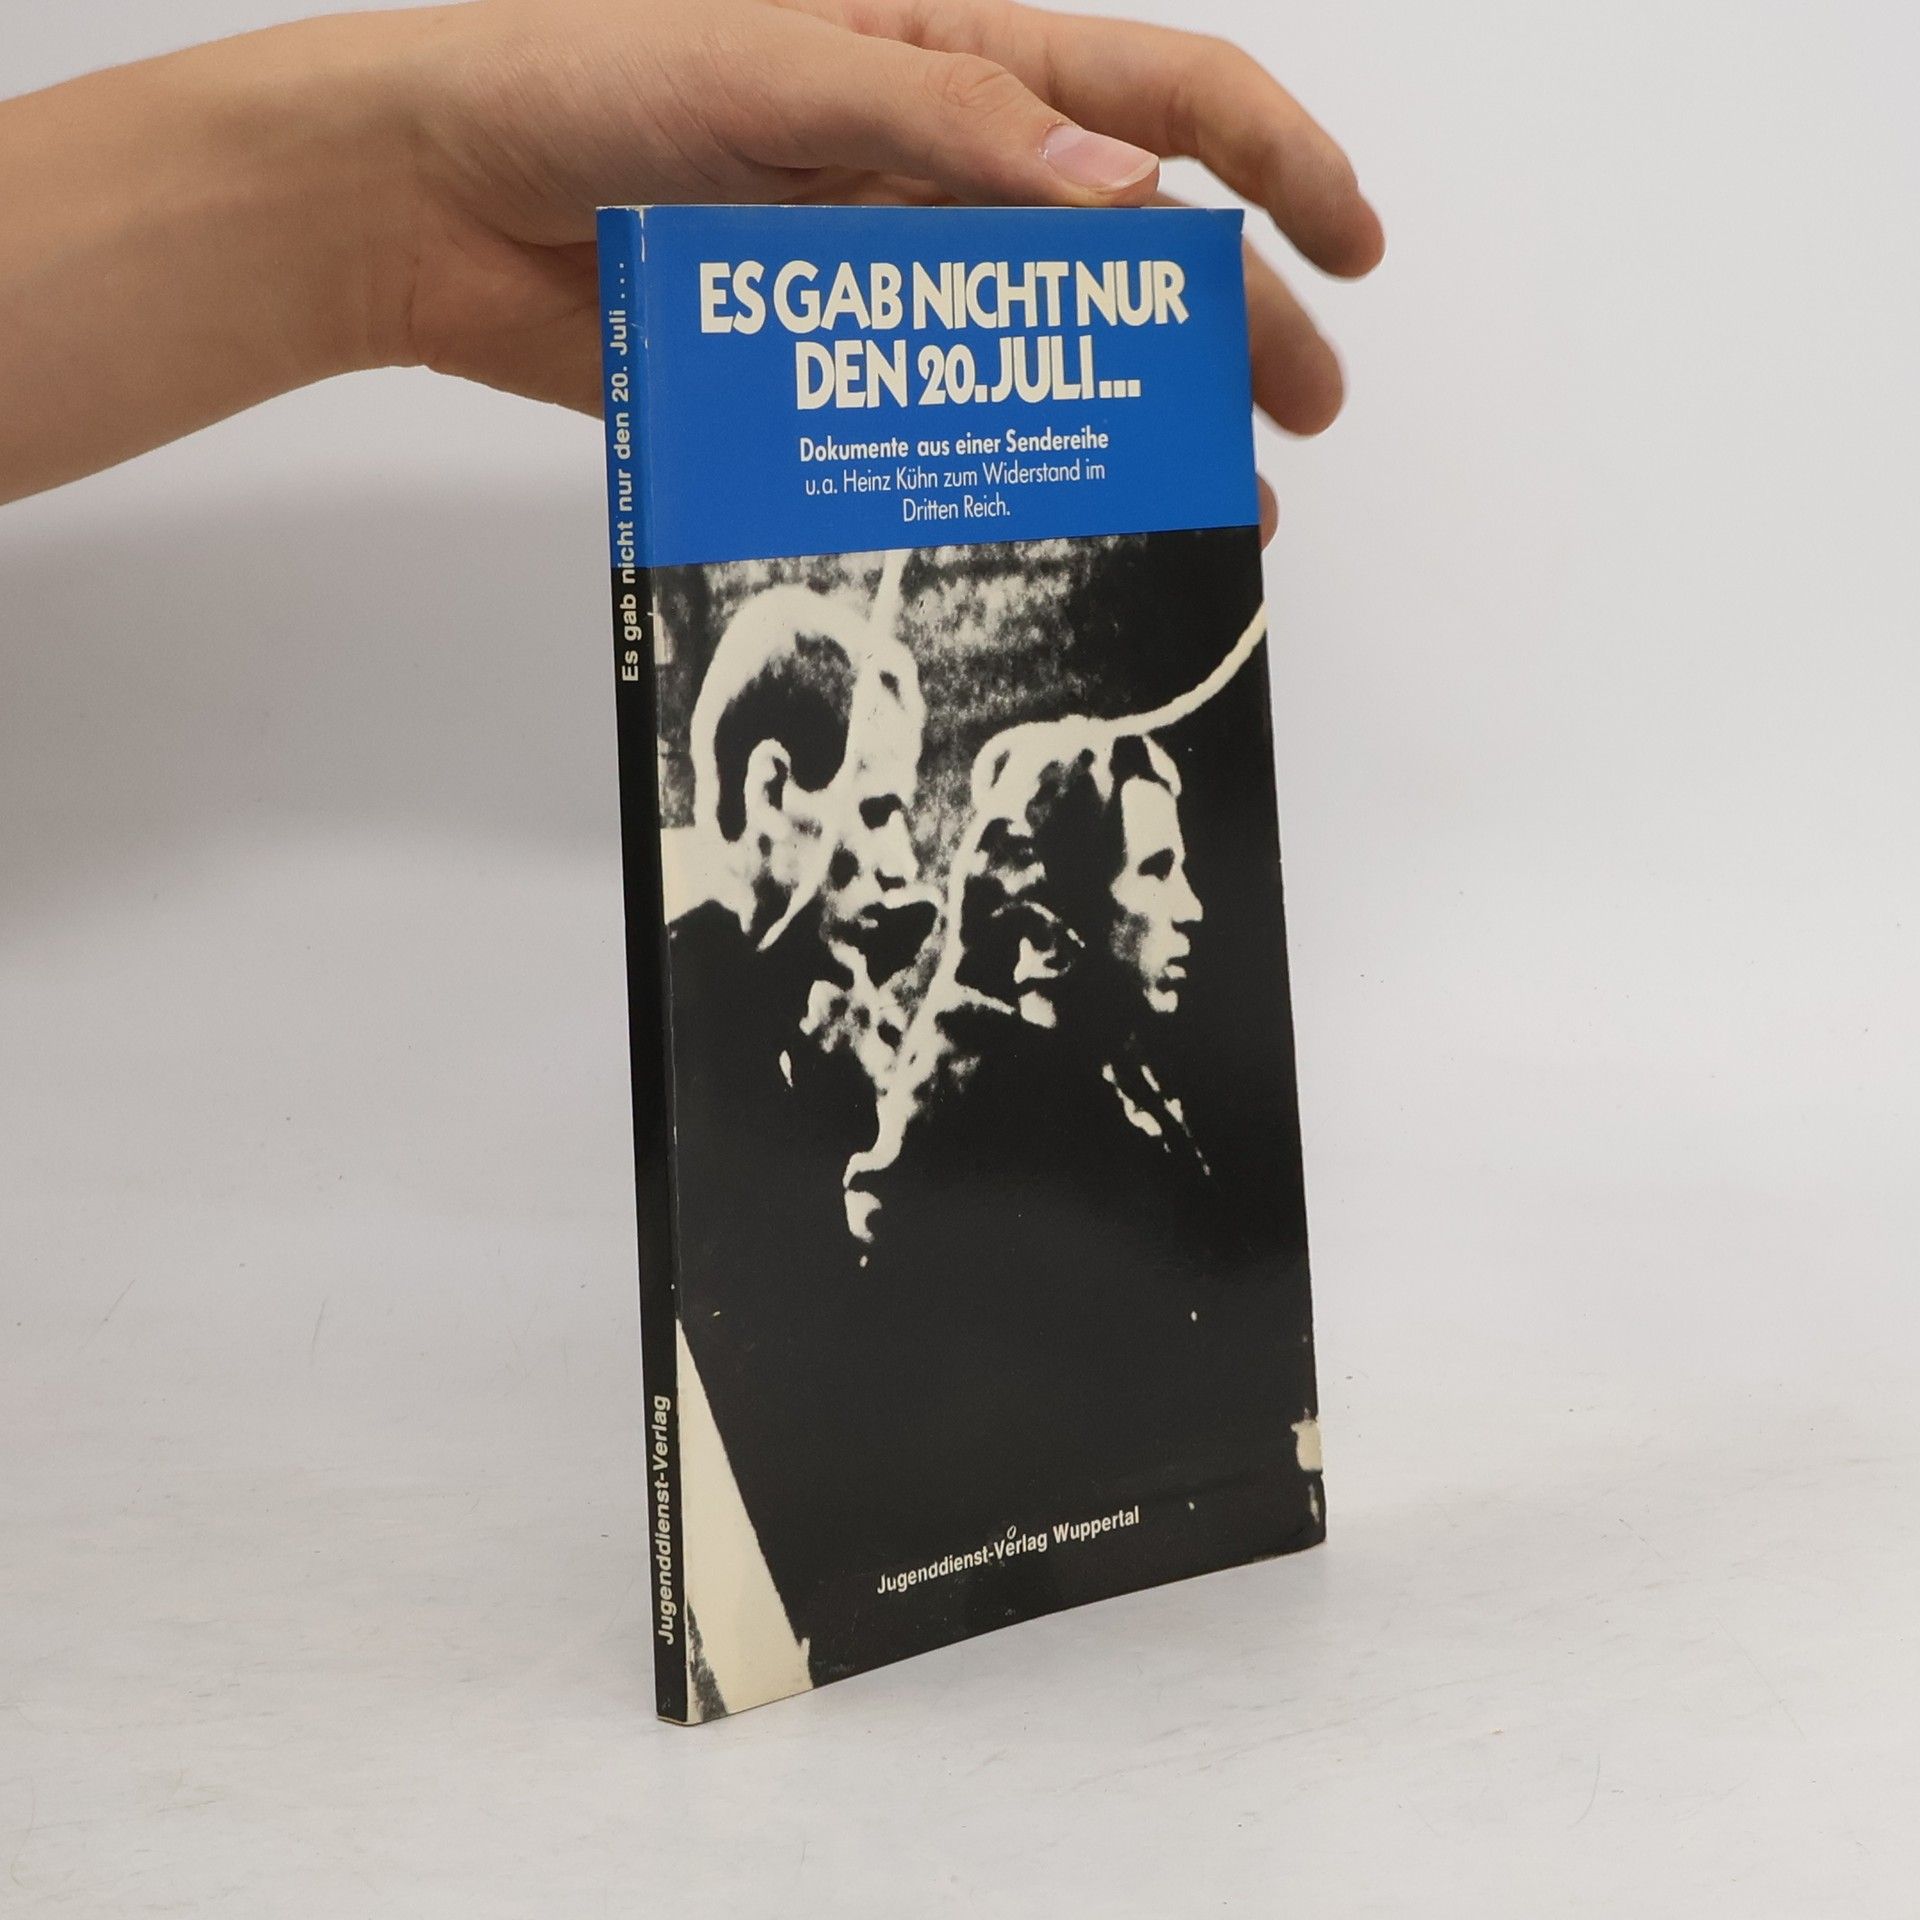 ES GAB NICHT NUR
DEN 20. JULI...
Dokumente aus einer Sendereihe
u.a. Heinz Kühn zum Widerstand im
Dritten Reich.
Jugenddienst-Verlag Wuppertal
Es gab nicht nur den 20. Juli . . .
Jugenddienst-Verlag